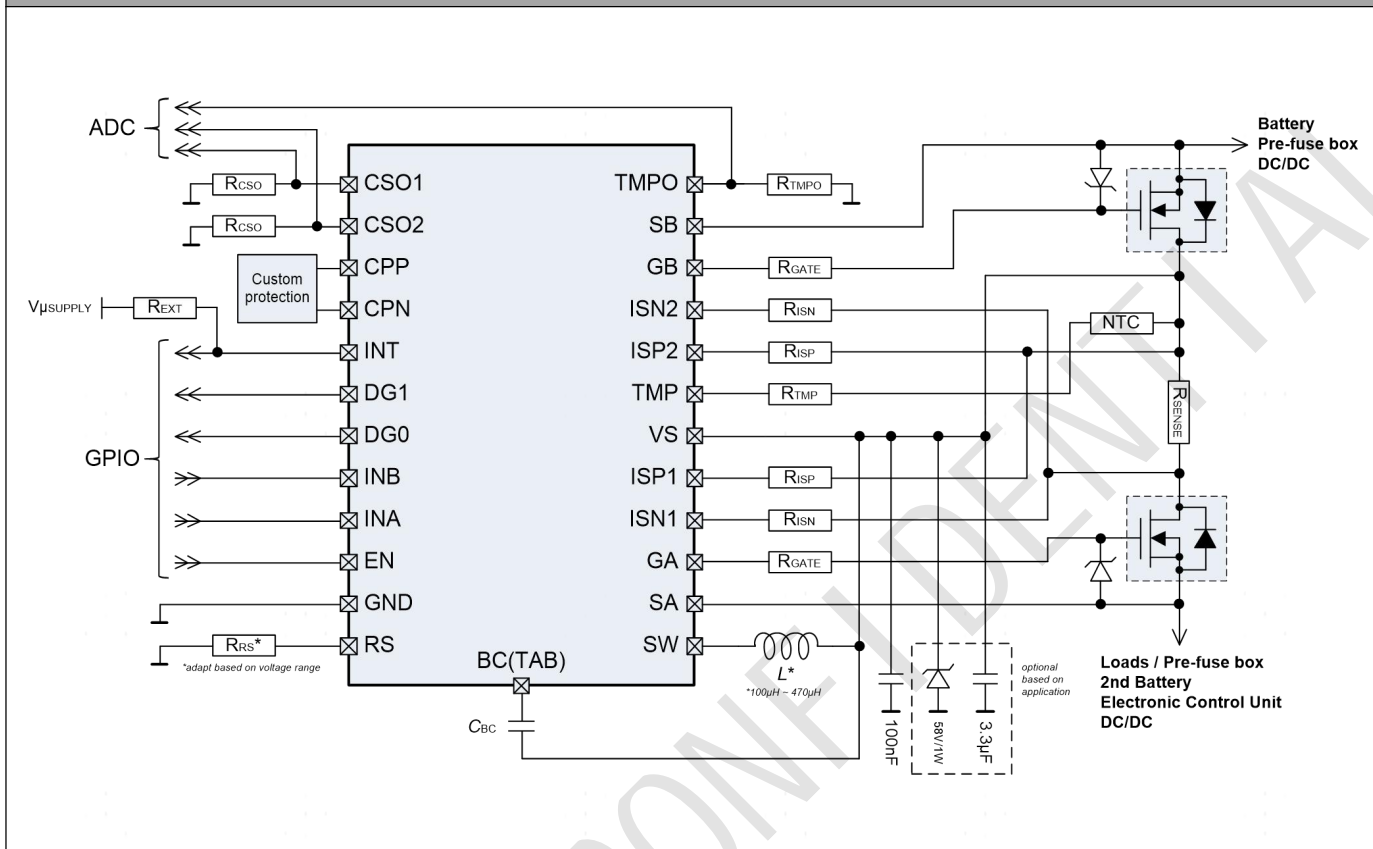 ADC
Battery
Pre-fuse box
DC/DC
RCSO
CSO1
TMPO
RTMPO
RCSO
CSO2
SB
Custom
protection
CPP
GB
RGATE
CPN
ISN2
RISN
VµSUPPLY
REXT
NTC
INT
ISP2
RISP
DG1
TMP
RTMP
RSENSE
DG0
VS
GPIO
INB
ISP1
RISP
INA
ISN1
RISN
EN
GA
RGATE
GND
SA
RRS*
*adapt based on voltage range
RS
SW
BC(TAB)
L*
*100µH ~ 470µH
optional
based on
application
Loads / Pre-fuse box
2nd Battery
Electronic Control Unit
DC/DC
CBC
100nF
58V/1W
3.3µF
CONFIDENTIAL